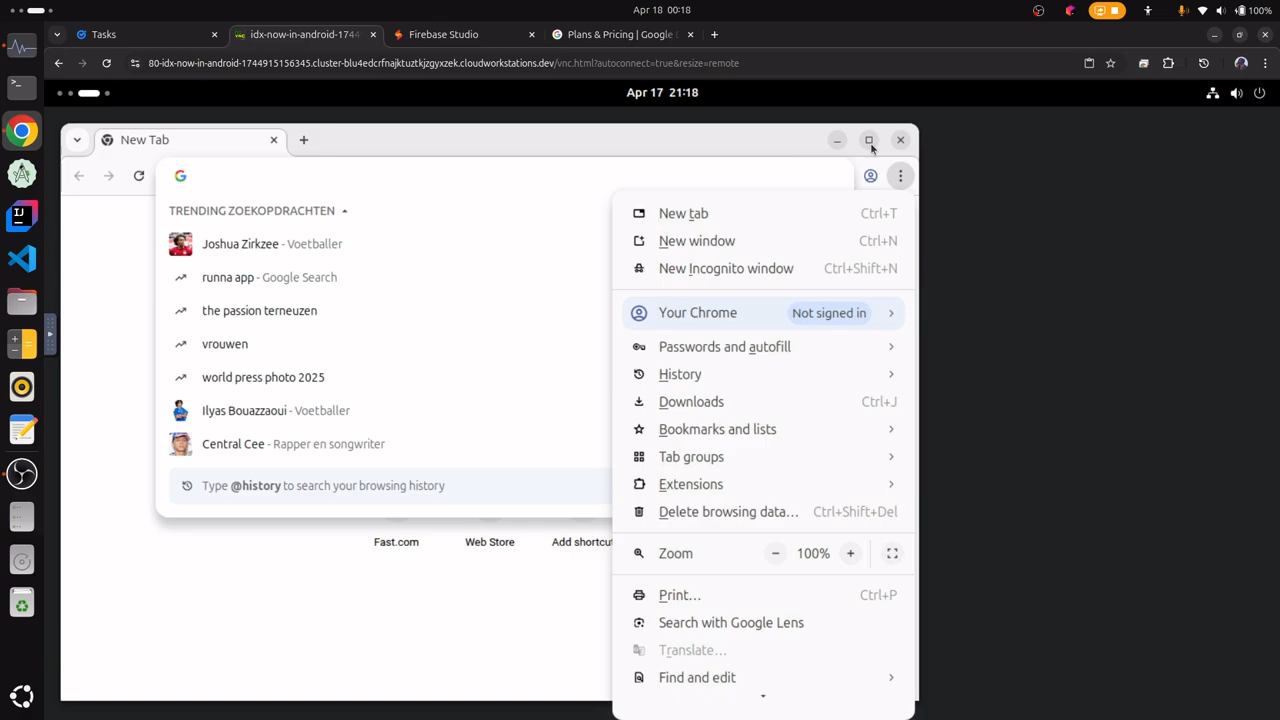 Apr 18 00:18
100%
Tasks
idx-now-in-android-1744
Firebase Studio
Plans & Pricing | Google
80-idx-now-in-android-1744915156345.cluster-blu4edcrfnajktuztkjzgyxzek.cloudworkstations.dev/vnc.html?autoconnect=true&resize=remote
Apr 17 21:18
New Tab
TRENDING ZOEKOPDRACHTEN
Joshua Zirkzee - Voetballer
runna app - Google Search
the passion terneuzen
vrouwen
world press photo 2025
Ilyas Bouazzaoui - Voetballer
Central Cee - Rapper en songwriter
Type @history to search your browsing history
Fast.com
Web Store
Add shortcu
New tab Ctrl+T
New window Ctrl+N
New Incognito window Ctrl+Shift+N
Your Chrome Not signed in
Passwords and autofill
History
Downloads Ctrl+J
Bookmarks and lists
Tab groups
Extensions
Delete browsing data... Ctrl+Shift+Del
Zoom − 100% +
Print... Ctrl+P
Search with Google Lens
Translate...
Find and edit